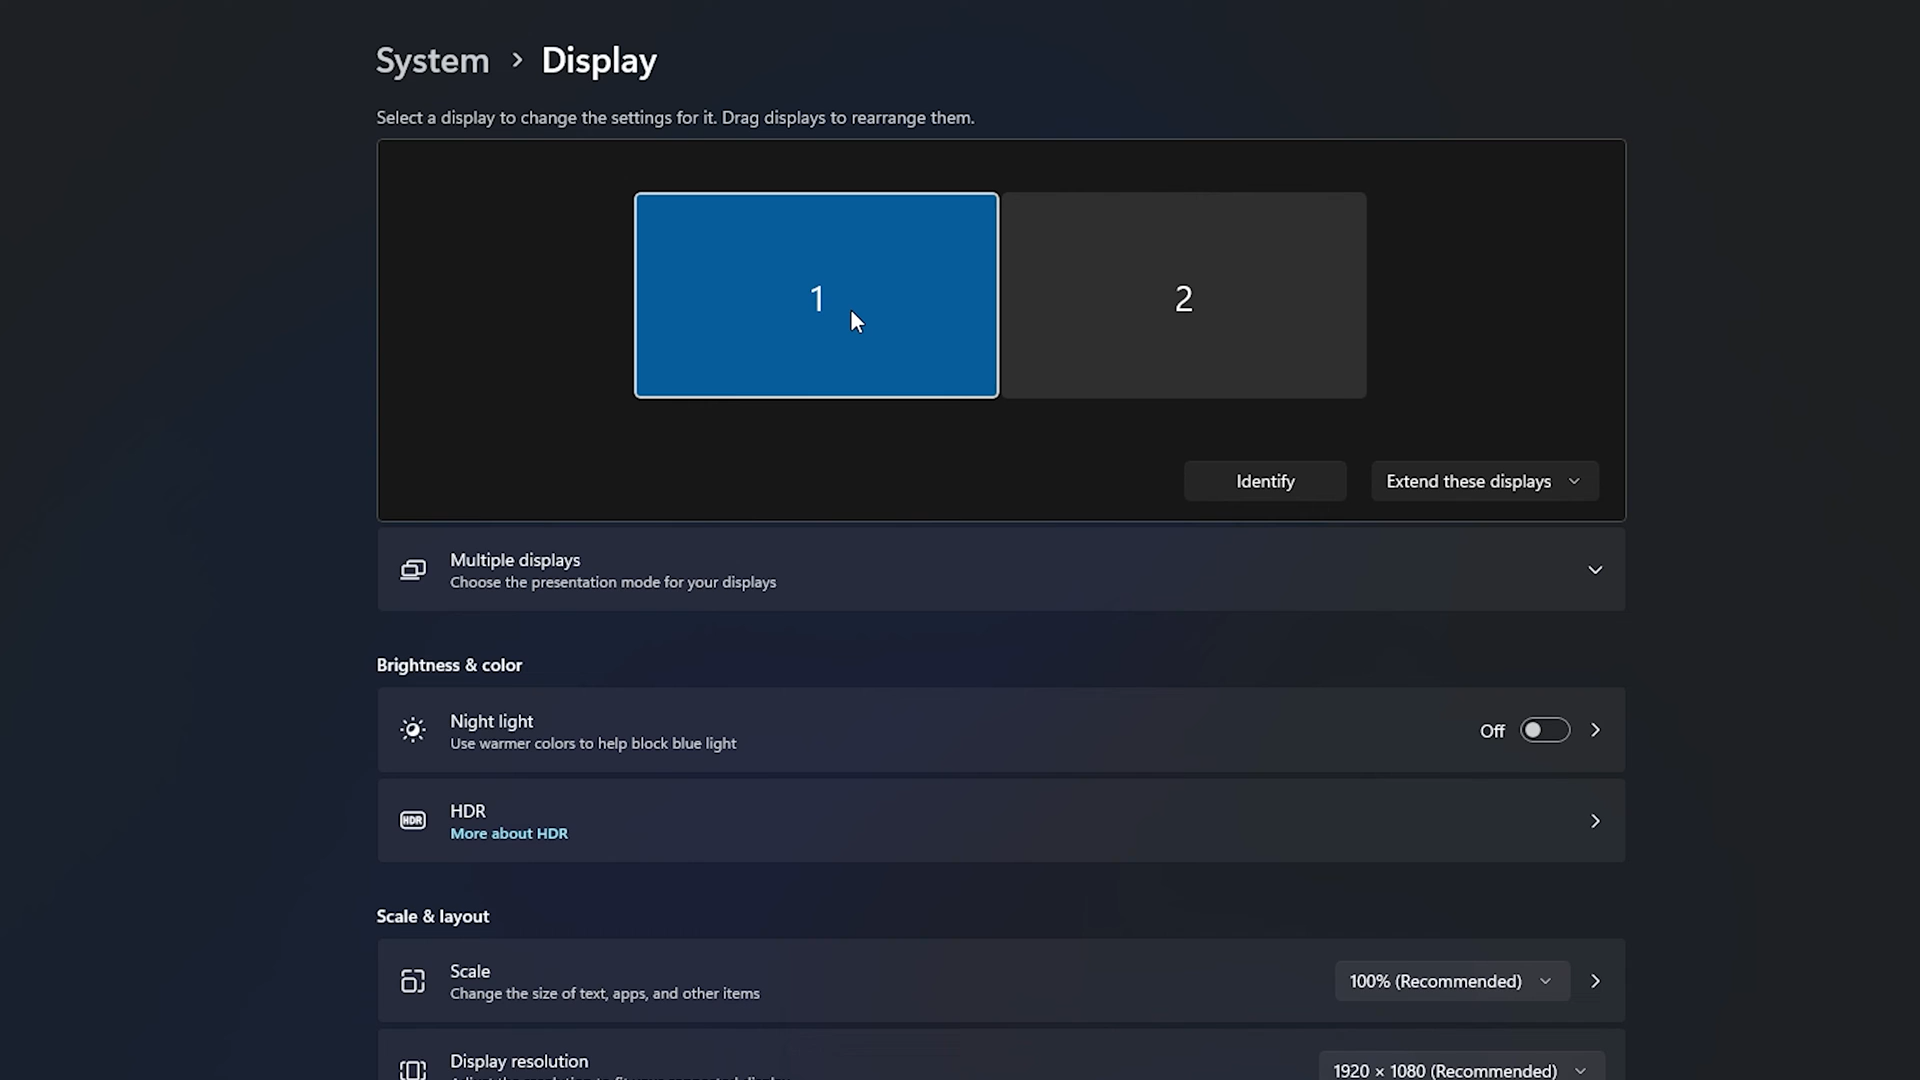 System > Display
Select a display to change the settings for it. Drag displays to rearrange them.
1 2
Identify Extend these displays
Multiple displays
Choose the presentation mode for your displays
Brightness & color
Night light
Use warmer colors to help block blue light
Off
HDR
HDR
More about HDR
Scale & layout
Scale
Change the size of text, apps, and other items
100% (Recommended)
Display resolution
1920 × 1080 (Recommended)